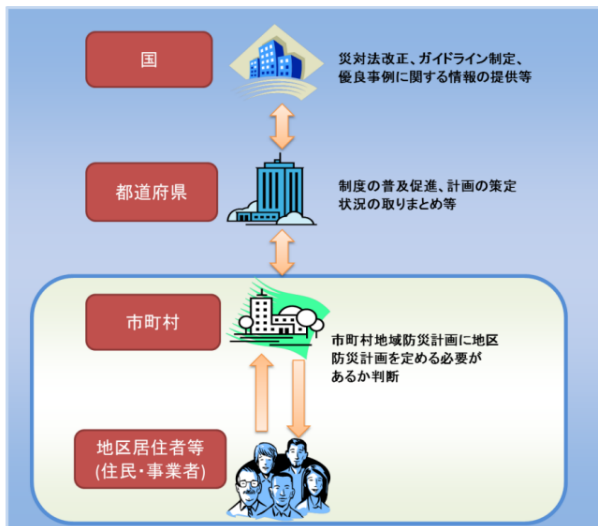 国
災対法改正、ガイドライン制定、
優良事例に関する情報の提供等
都道府県
制度の普及促進、計画の策定
状況の取りまとめ等
市町村
市町村地域防災計画に地区
防災計画を定める必要が
あるか判断
地区居住者等
(住民・事業者)